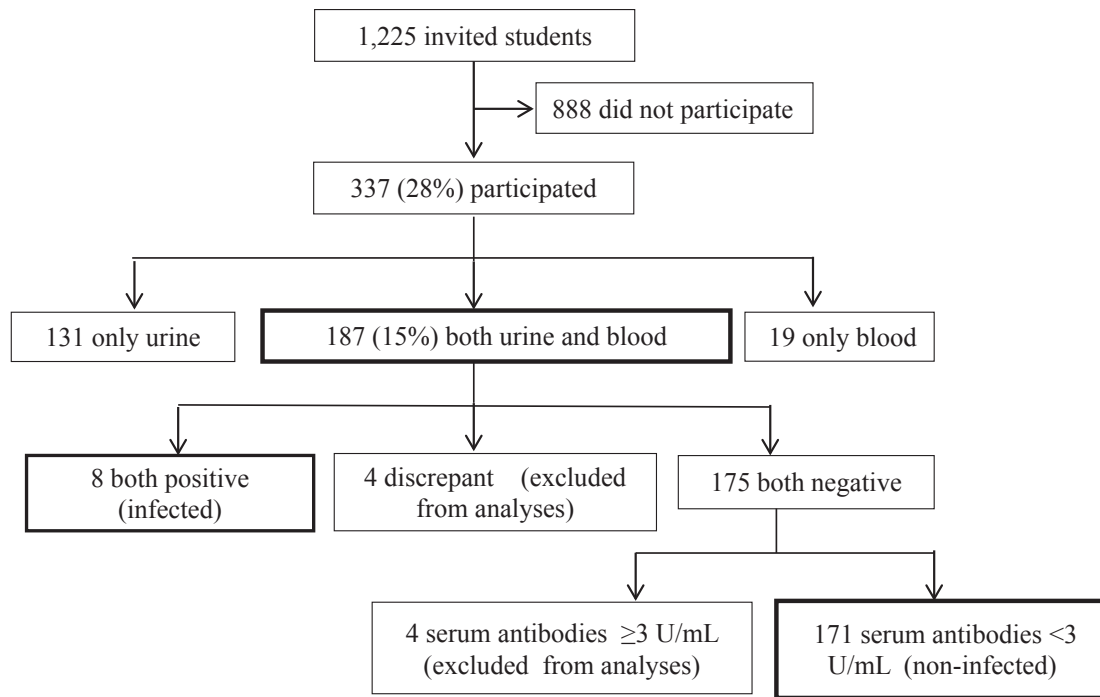 1,225 invited students
888 did not participate
337 (28%) participated
131 only urine
187 (15%) both urine and blood
19 only blood
8 both positive
(infected)
4 discrepant (excluded
from analyses)
175 both negative
4 serum antibodies ≥3 U/mL
(excluded from analyses)
171 serum antibodies <3
U/mL (non-infected)